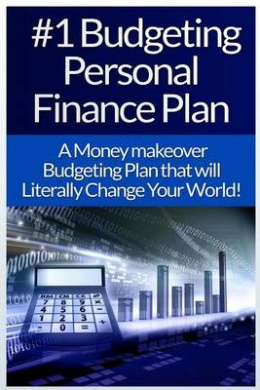 #1 Budgeting
Personal
Finance Plan
A Money makeover
Budgeting Plan that will
Literally Change Your World!